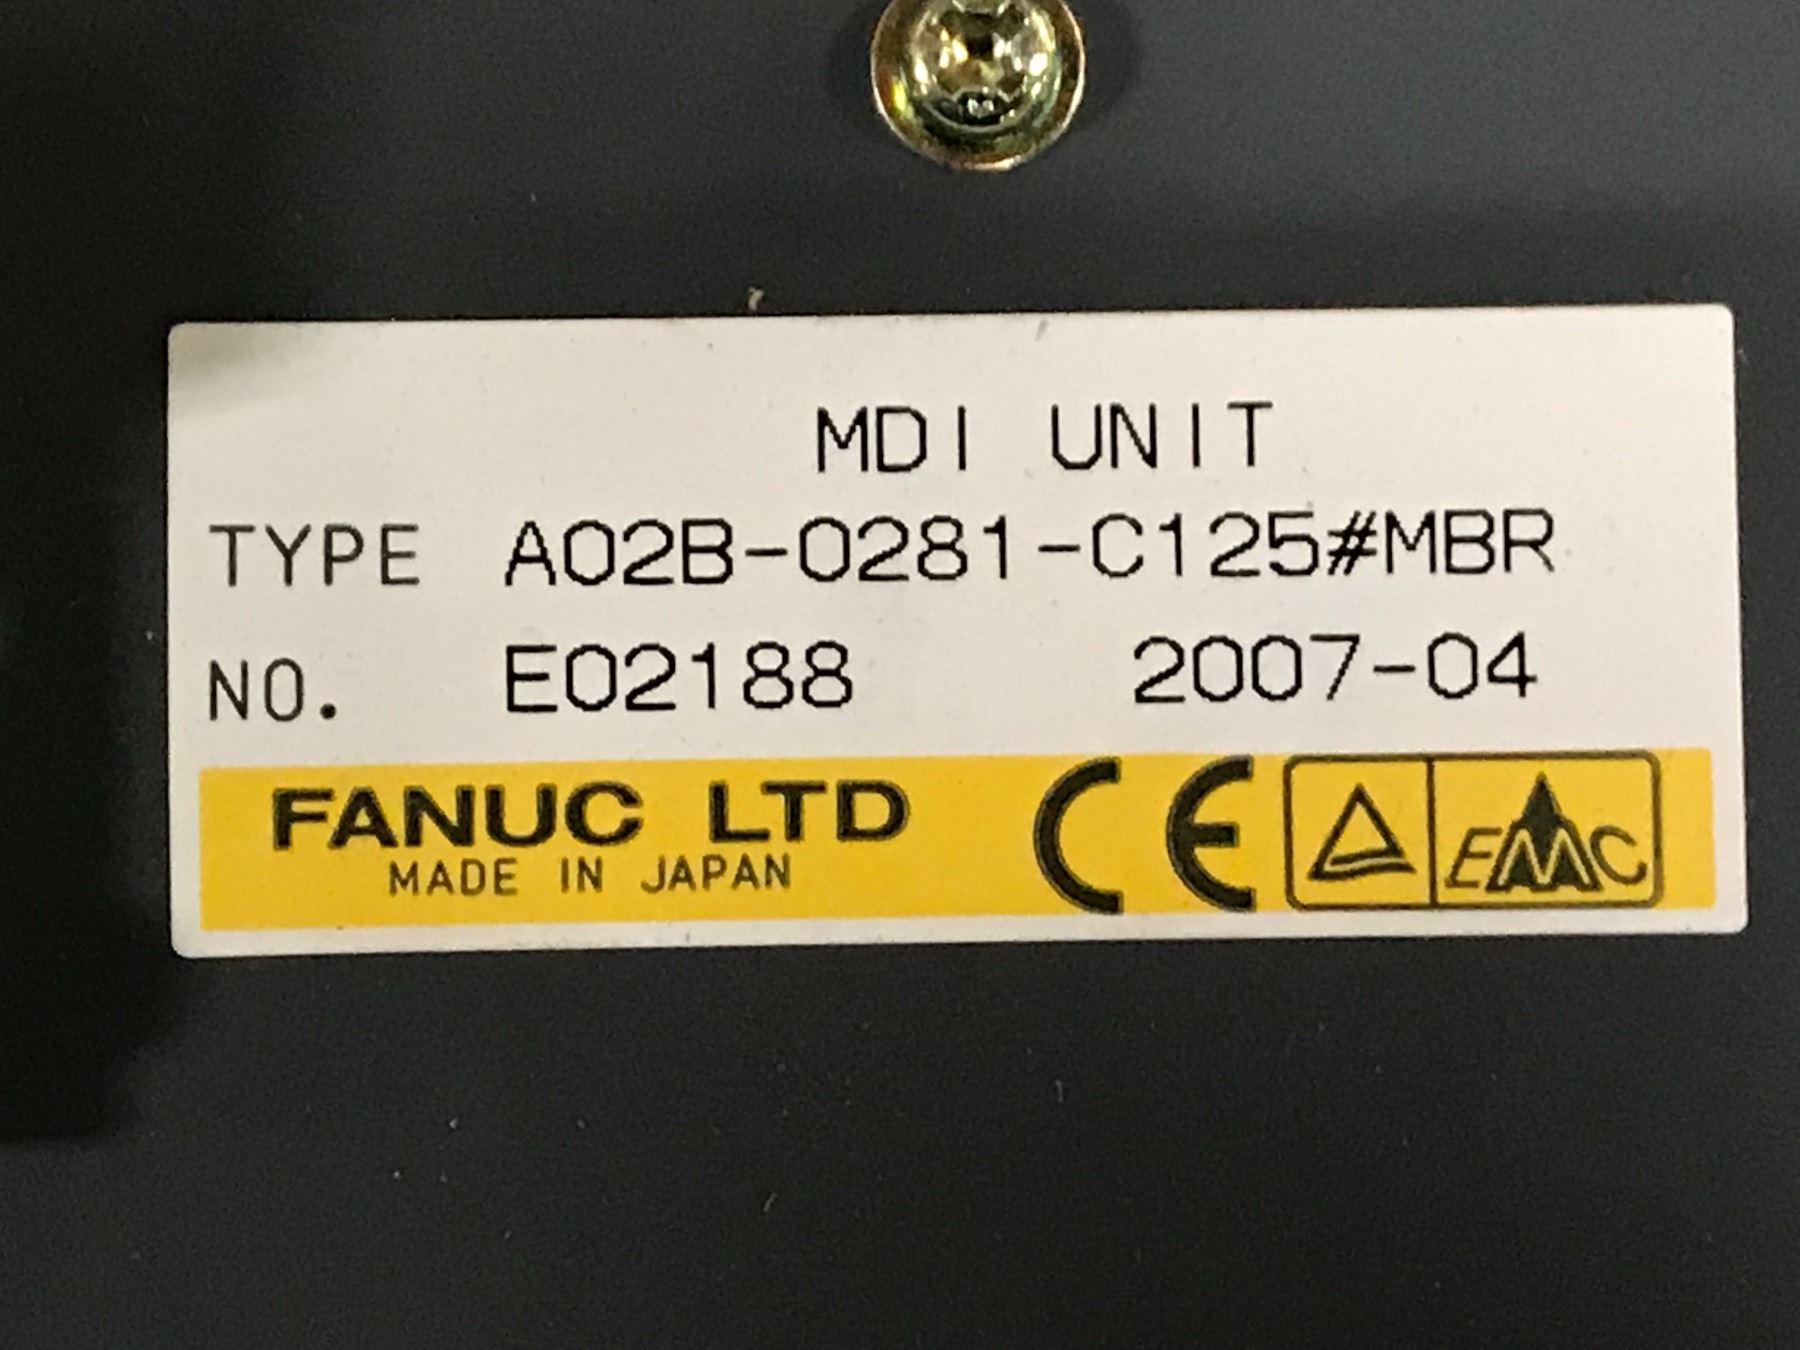 MDI UNIT
TYPE A02B-0281-C125#MBR
NO. E02188 2007-04
FANUC LTD CE EMC
MADE IN JAPAN